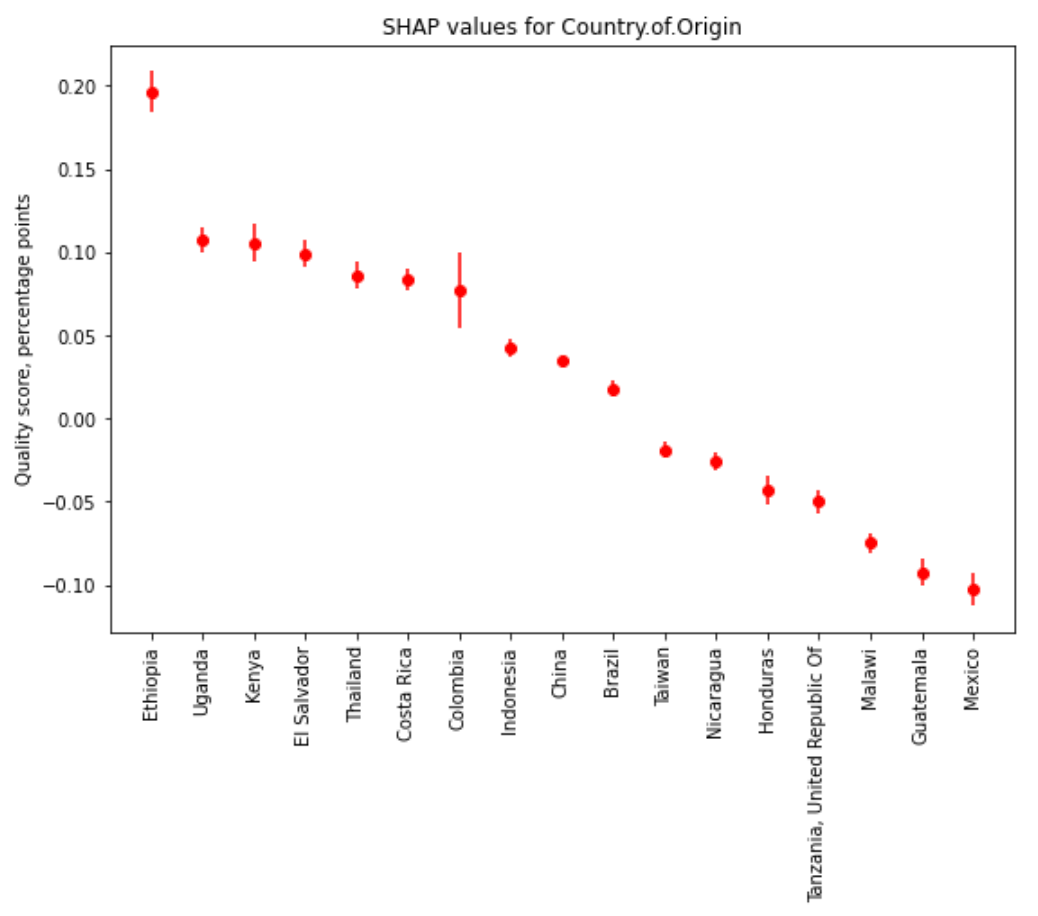 SHAP values for Country.of.Origin
Quality score, percentage points
0.20
0.15
0.10
0.05
0.00
−0.05
−0.10
Ethiopia
Uganda
Kenya
El Salvador
Thailand
Costa Rica
Colombia
Indonesia
China
Brazil
Taiwan
Nicaragua
Honduras
Tanzania, United Republic Of
Malawi
Guatemala
Mexico